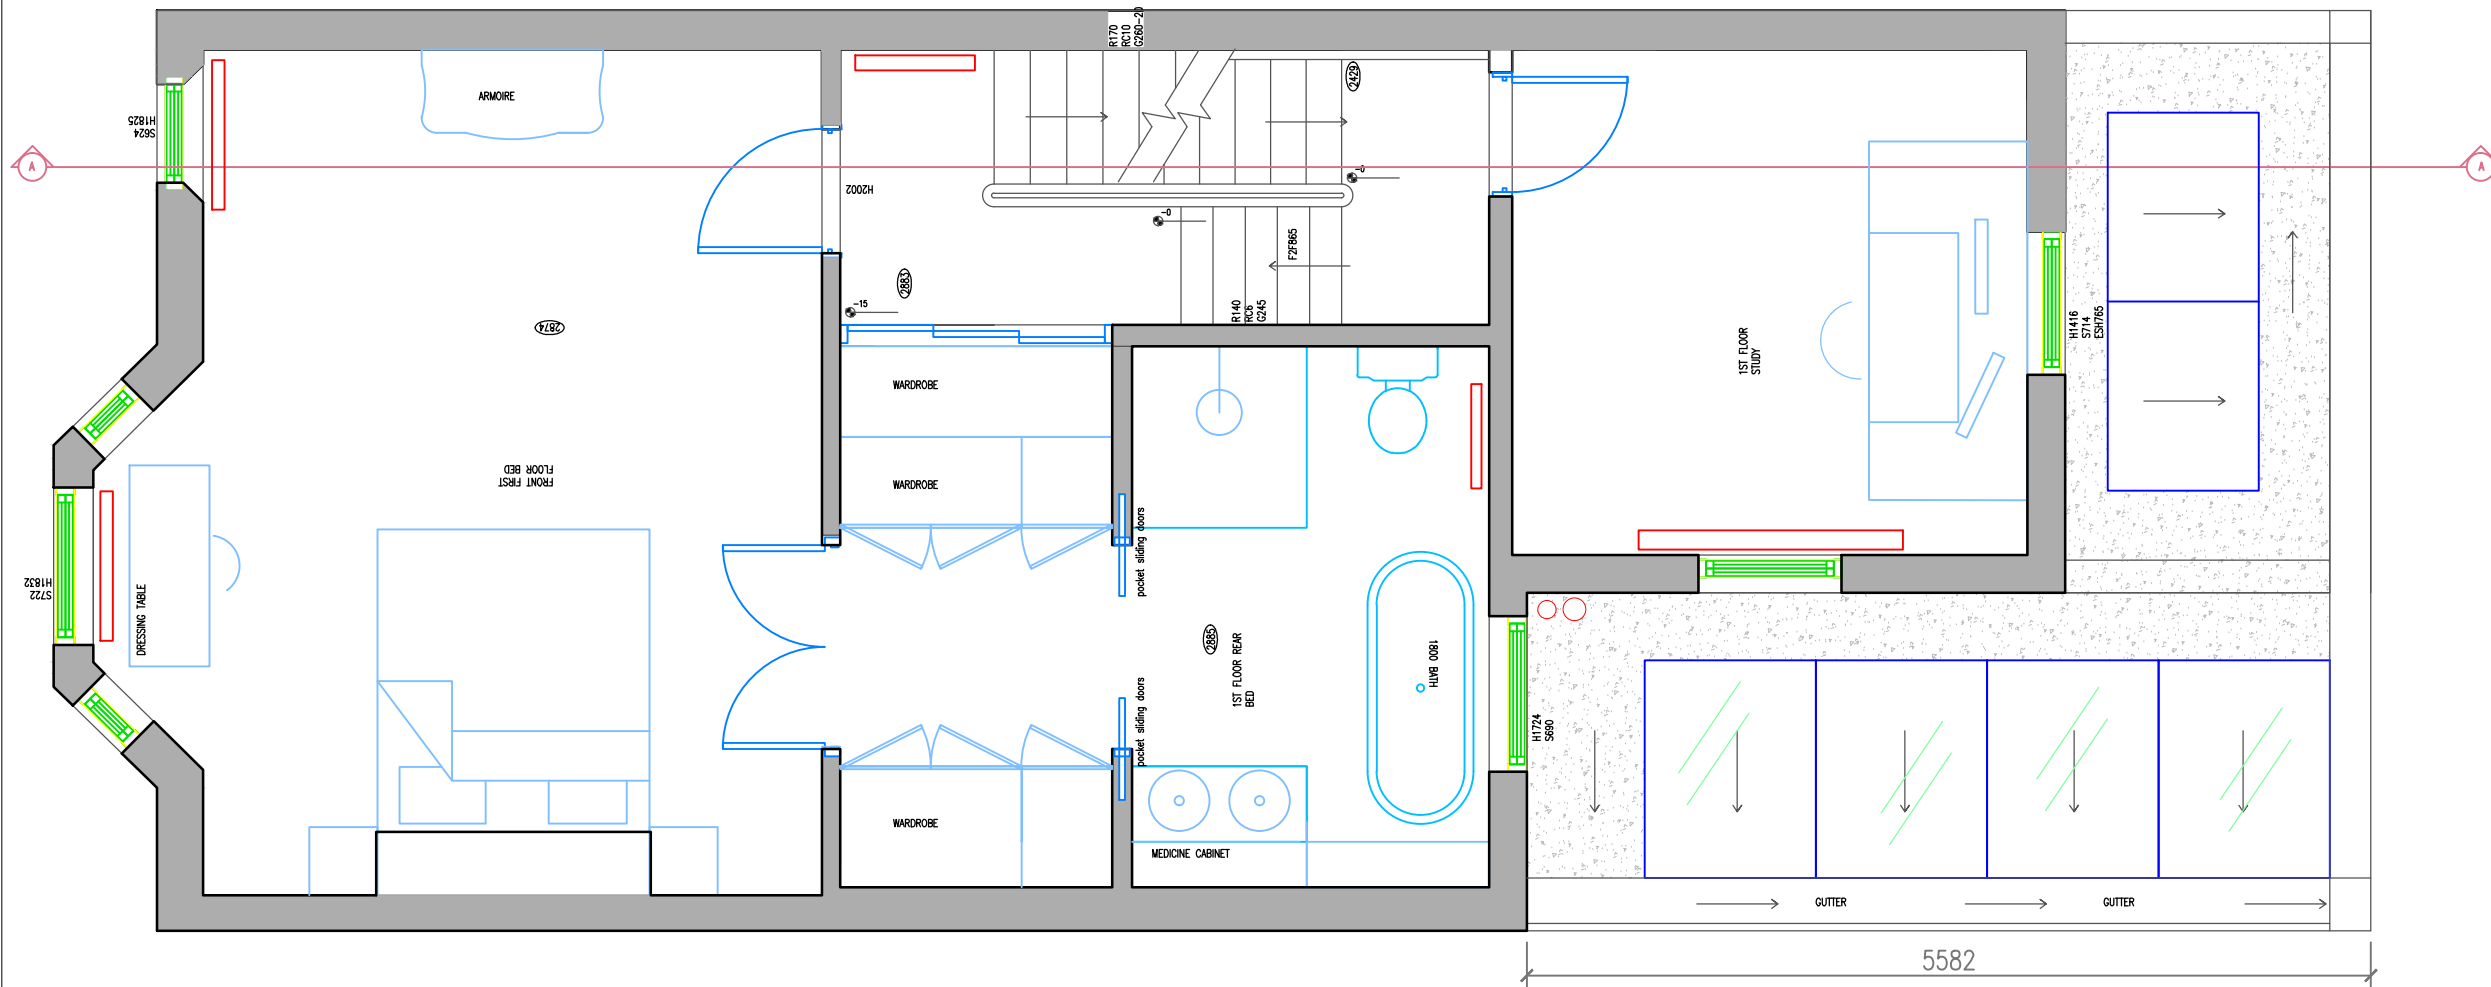 R170
RC10
G260-20
ARMOIRE
2429
H1825
S624
A
A
H2002
-0
-0
F2F865
2883
-15
2874
R140
RC6
G245
H1416
S714
ESH765
1ST FLOOR
STUDY
WARDROBE
FRONT FIRST
FLOOR BED
WARDROBE
pocket sliding doors
H1832
S722
DRESSING TABLE
2885
1ST FLOOR REAR
BED
1800 BATH
pocket sliding doors
H1724
S690
WARDROBE
MEDICINE CABINET
GUTTER
GUTTER
5582